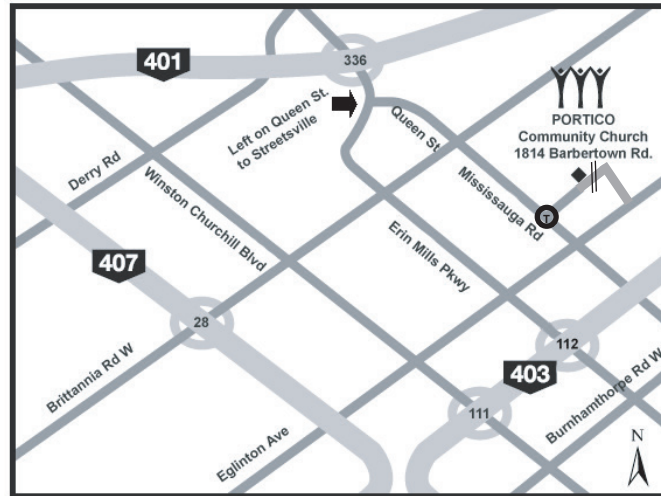 401
336
PORTICO
Community Church
1814 Barbertown Rd.
Left on Queen St.
to Streetsville
Queen St
Derry Rd
Winston Churchill Blvd
Mississauga Rd
T
Erin Mills Pkwy
407
28
112
403
Brittannia Rd W
Burnhamthorpe Rd W
111
Eglinton Ave
N